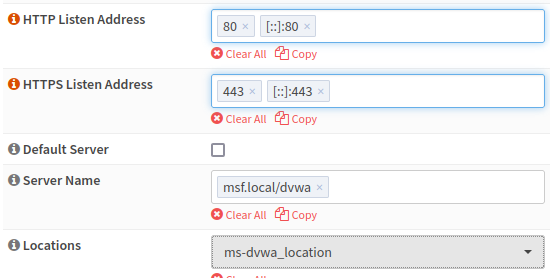 HTTP Listen Address
80 × [::]:80 ×
Clear All Copy
HTTPS Listen Address
443 × [::]:443 ×
Clear All Copy
Default Server
Server Name
msf.local/dvwa ×
Clear All Copy
Locations
ms-dvwa_location